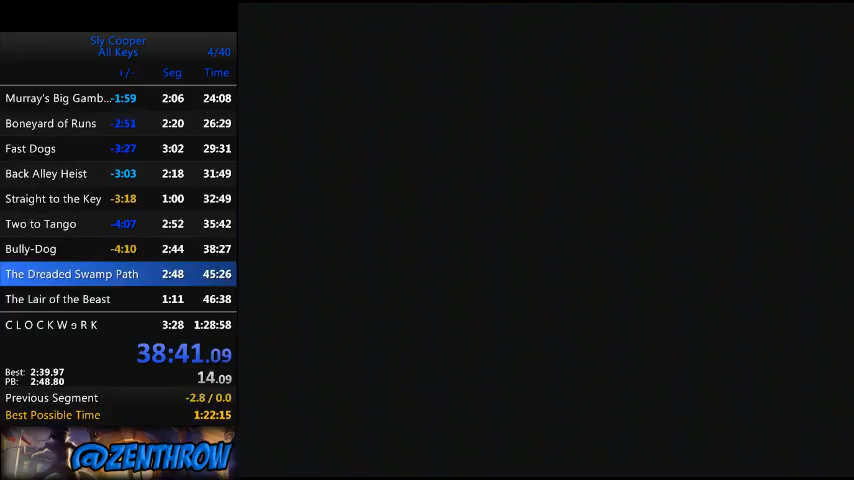 Sly Cooper
All Keys 4/40
+/- Seg Time
Murray's Big Gamb... -1:59 2:06 24:08
Boneyard of Runs -2:51 2:20 26:29
Fast Dogs -3:27 3:02 29:31
Back Alley Heist -3:03 2:18 31:49
Straight to the Key -3:18 1:00 32:49
Two to Tango -4:07 2:52 35:42
Bully-Dog -4:10 2:44 38:27
The Dreaded Swamp Path 2:48 45:26
The Lair of the Beast 1:11 46:38
C L O C K W ɘ R K 3:28 1:28:58
38:41.09
Best: 2:39.97
PB: 2:48.80
14.09
Previous Segment -2.8 / 0.0
Best Possible Time 1:22:15
@ZENTHROW